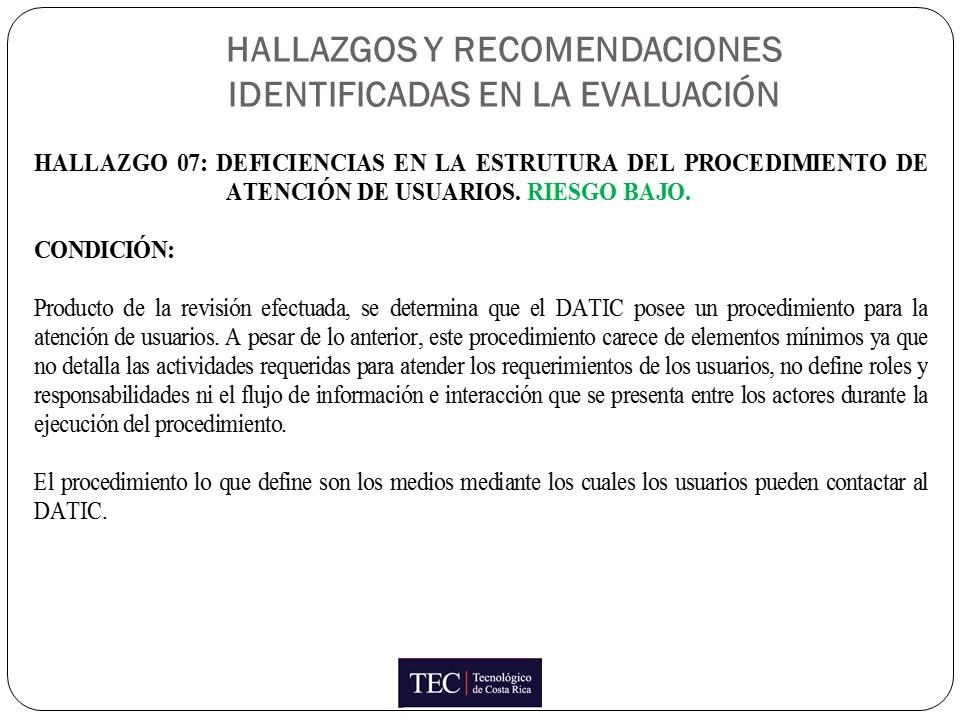 HALLAZGOS Y RECOMENDACIONES
IDENTIFICADAS EN LA EVALUACIÓN
HALLAZGO 07: DEFICIENCIAS EN LA ESTRUTURA DEL PROCEDIMIENTO DE
ATENCIÓN DE USUARIOS. RIESGO BAJO.
CONDICIÓN:
Producto de la revisión efectuada, se determina que el DATIC posee un procedimiento para la
atención de usuarios. A pesar de lo anterior, este procedimiento carece de elementos mínimos ya que
no detalla las actividades requeridas para atender los requerimientos de los usuarios, no define roles y
responsabilidades ni el flujo de información e interacción que se presenta entre los actores durante la
ejecución del procedimiento.
El procedimiento lo que define son los medios mediante los cuales los usuarios pueden contactar al
DATIC.
TEC | Tecnológico
de Costa Rica